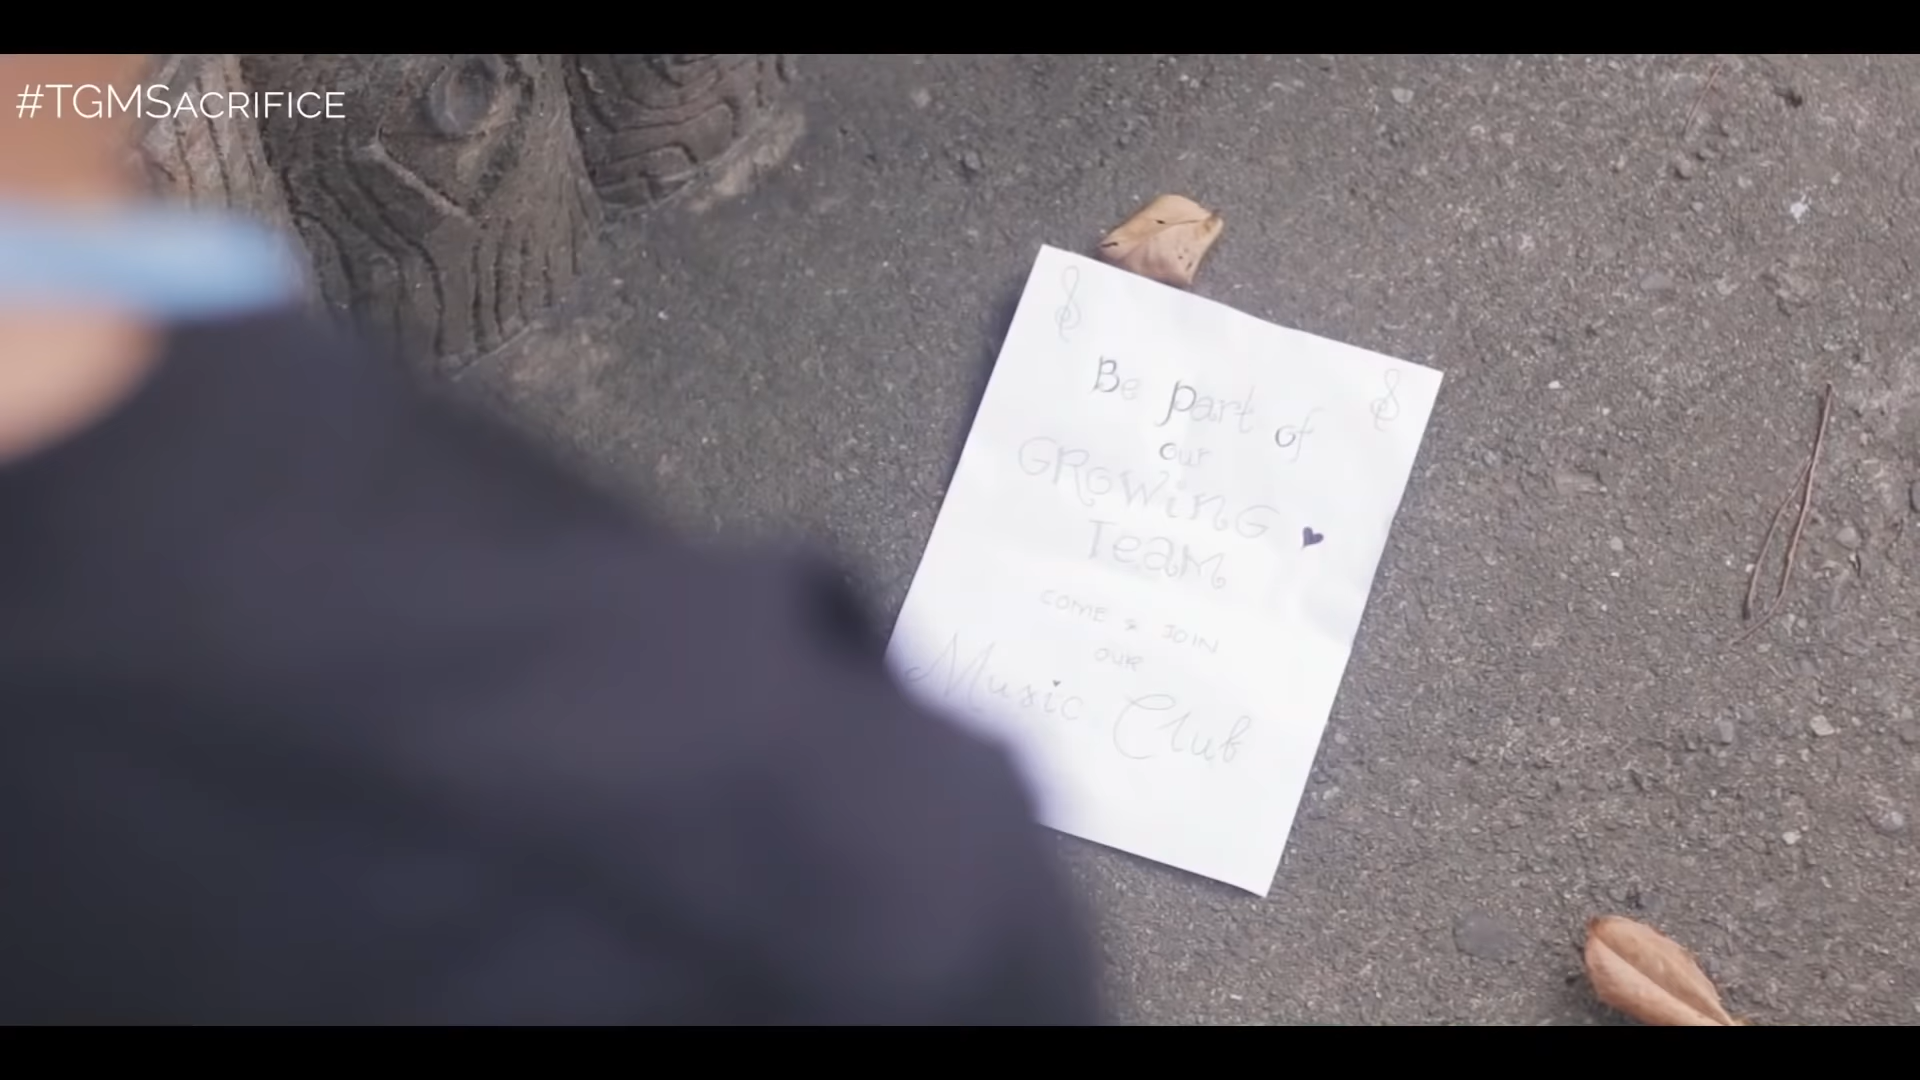 #TGMSACRIFICE
Be part of
our
GROWING
TeaM
COME & JOIN
OUR
Music Club